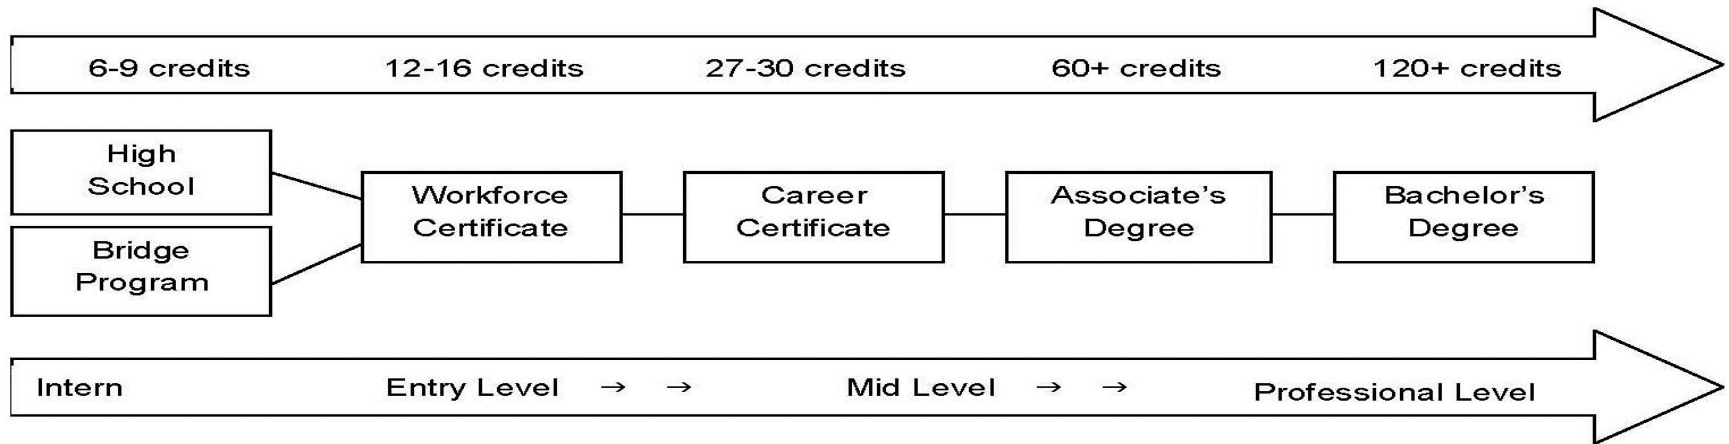 6-9 credits 12-16 credits 27-30 credits 60+ credits 120+ credits
High
School
Bridge
Program
Workforce
Certificate
Career
Certificate
Associate's
Degree
Bachelor's
Degree
Intern Entry Level → → Mid Level → → Professional Level